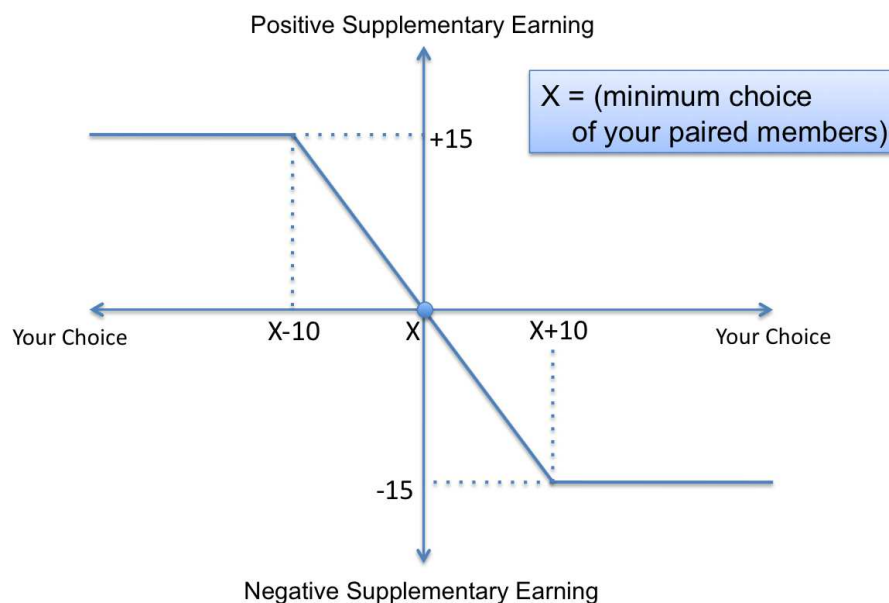 Positive Supplementary Earning
X = (minimum choice
of your paired members)
+15
Your Choice
X-10
X
X+10
Your Choice
-15
Negative Supplementary Earning